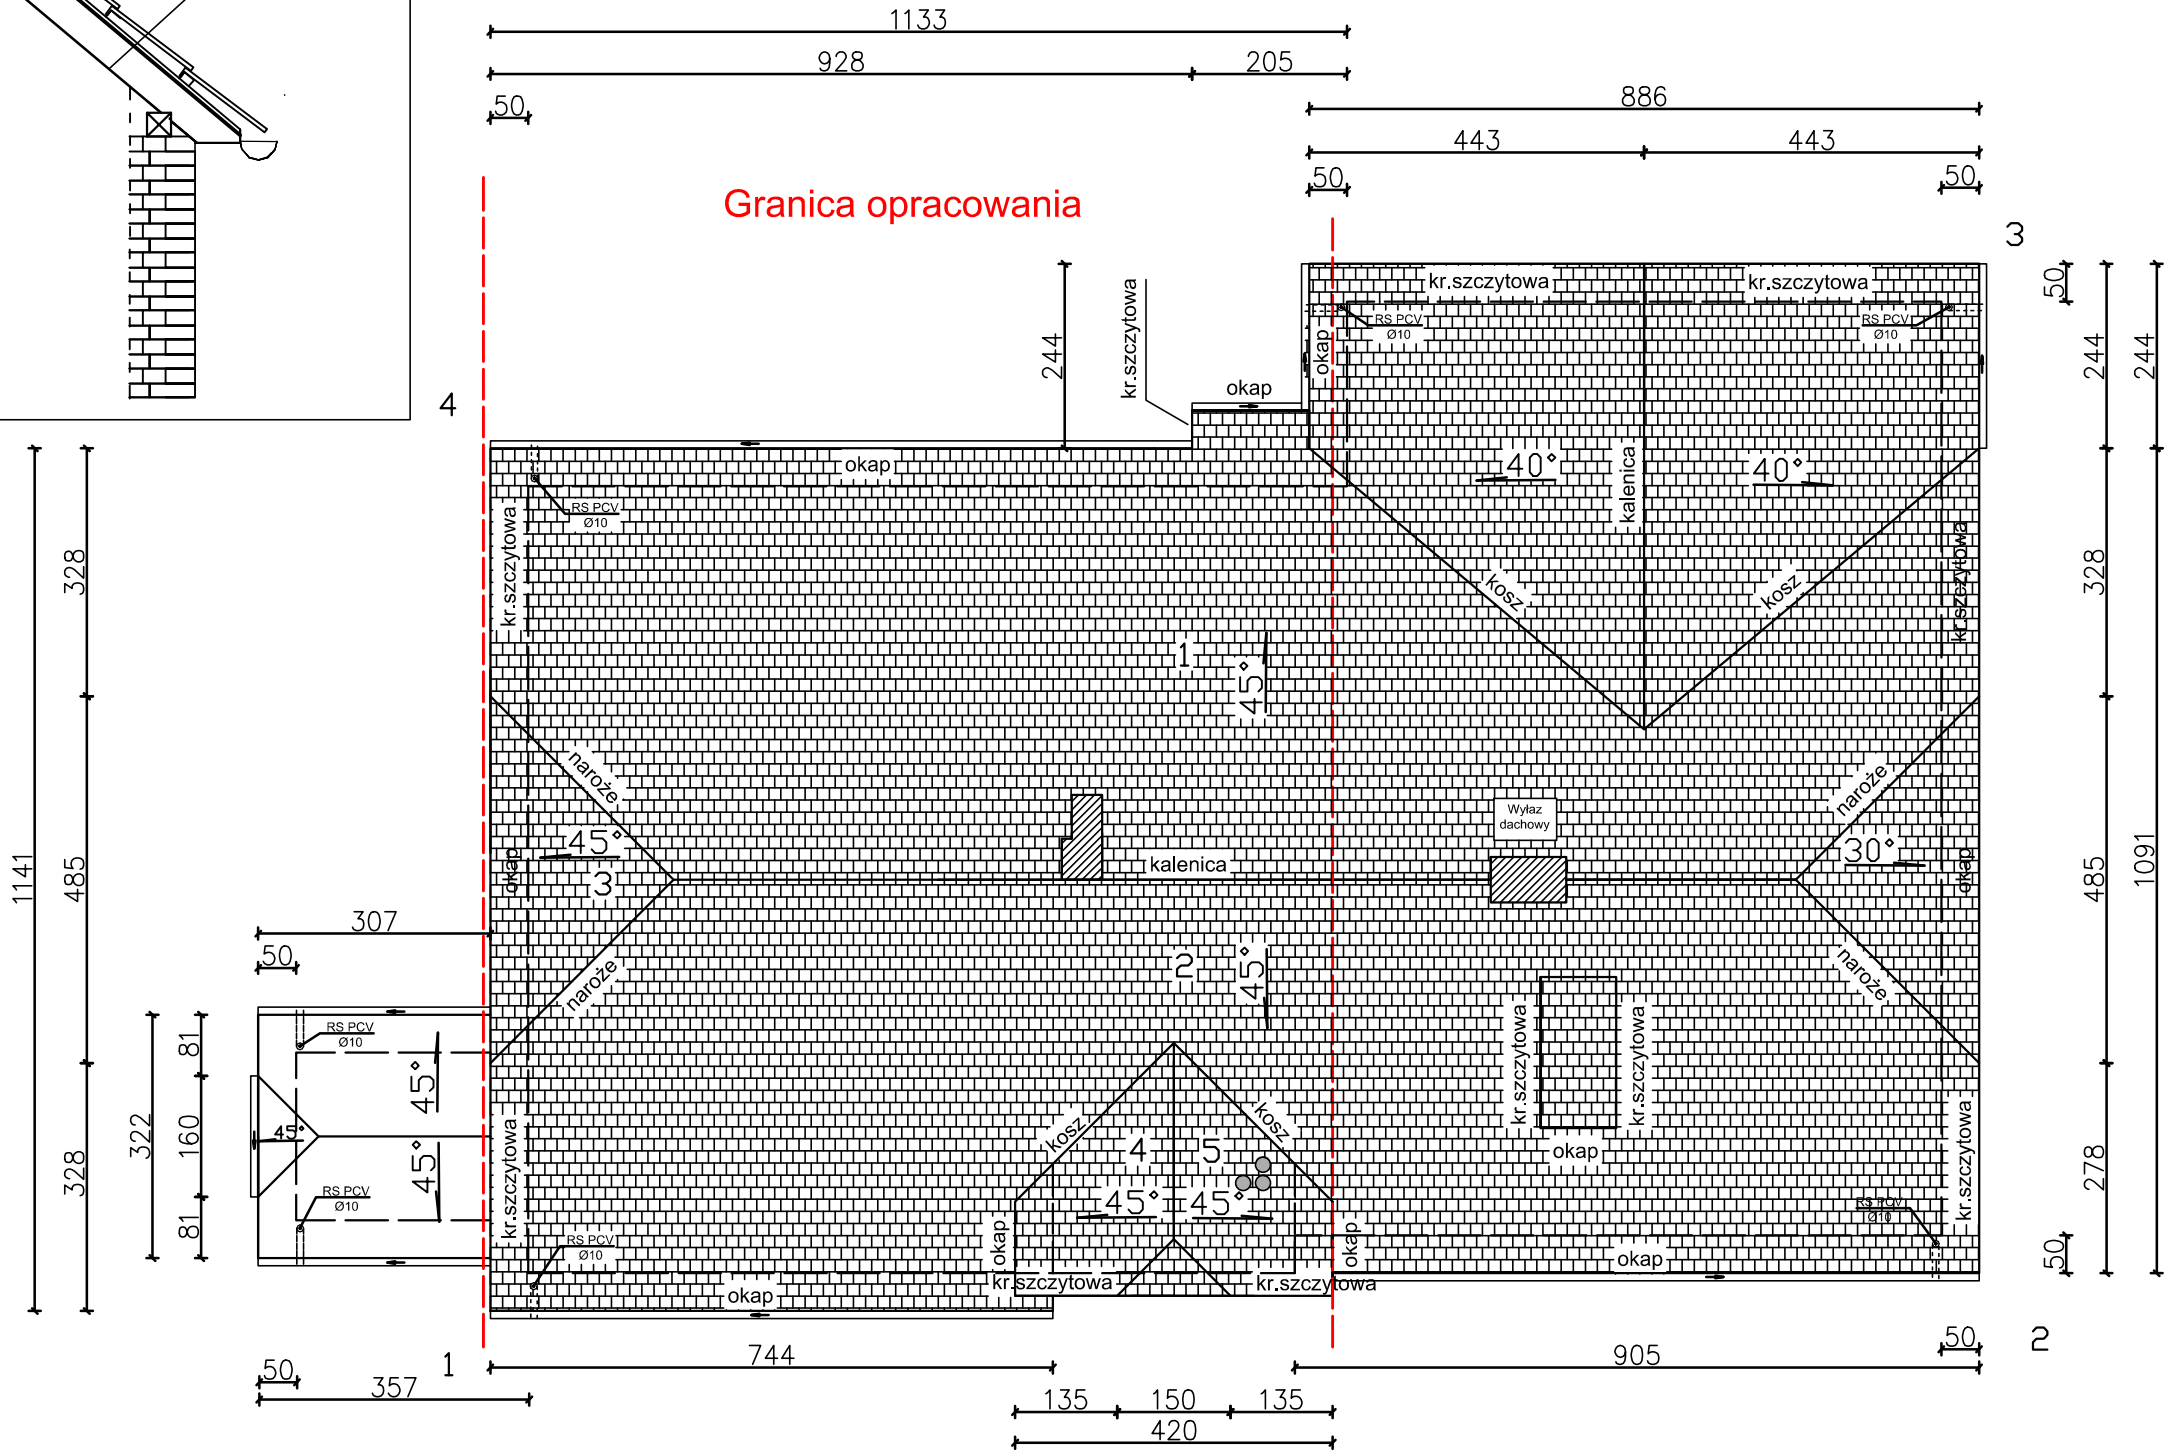 1133
928
205
50
886
443
443
50
50
Granica opracowania
3
kr.szczytowa
kr.szczytowa
50
kr.szczytowa
244
RS PCV
Ø10
RS PCV
Ø10
okap
244
244
okap
4
okap
40°
40°
kalenica
RS PCV
Ø10
kr.szczytowa
kr.szczytowa
328
328
kosz
kosz
1
45°
naroże
naroże
Wyłaz
dachowy
45°
3
okap
kalenica
30°
okap
1141
485
485
1091
307
50
naroże
2
45°
naroże
RS PCV
Ø10
81
45°
kr.szczytowa
kr.szczytowa
322
160
45°
45°
kosz
kosz
4
5
okap
328
278
kr.szczytowa
kr.szczytowa
RS PCV
Ø10
45°
45°
RS PCV
Ø10
81
okap
okap
RS PCV
Ø10
okap
50
kr.szczytowa
kr.szczytowa
okap
1
744
905
50
2
50
357
135
150
135
420